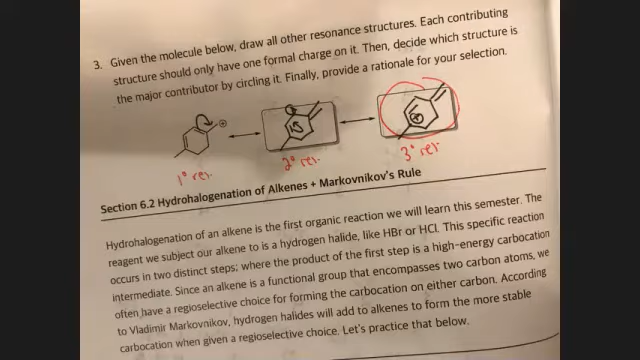 3. Given the molecule below, draw all other resonance structures. Each contributing
structure should only have one formal charge on it. Then, decide which structure is
the major contributor by circling it. Finally, provide a rationale for your selection.
1° res. 2° res. 3° res.
Section 6.2 Hydrohalogenation of Alkenes + Markovnikov's Rule
Hydrohalogenation of an alkene is the first organic reaction we will learn this semester. The
reagent we subject our alkene to is a hydrogen halide, like HBr or HCl. This specific reaction
occurs in two distinct steps; where the product of the first step is a high-energy carbocation
intermediate. Since an alkene is a functional group that encompasses two carbon atoms, we
often have a regioselective choice for forming the carbocation on either carbon. According
to Vladimir Markovnikov, hydrogen halides will add to alkenes to form the more stable
carbocation when given a regioselective choice. Let's practice that below.